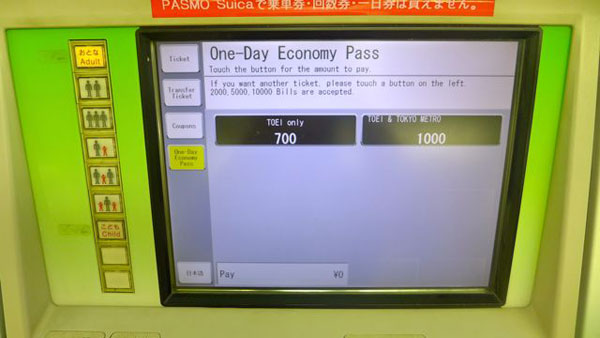 PASMO Suicaで乗車券・回数券・一日券は買えません。
おとな
Adult
こども
Child
Ticket
Transfer
Ticket
Coupons
One-Day
Economy
Pass
日本語
One-Day Economy Pass
Touch the button for the amount to pay.
If you want another ticket, please touch a button on the left.
2000,5000,10000 Bills are accepted.
TOEI only
700
TOEI & TOKYO METRO
1000
Pay ¥0